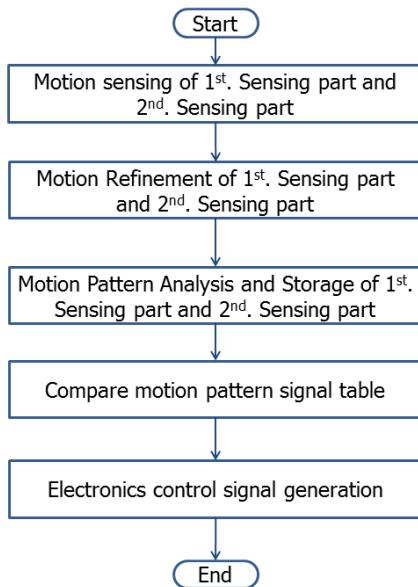 Start
Motion sensing of 1st. Sensing part and
2nd. Sensing part
Motion Refinement of 1st. Sensing part
and 2nd. Sensing part
Motion Pattern Analysis and Storage of 1st.
Sensing part and 2nd. Sensing part
Compare motion pattern signal table
Electronics control signal generation
End